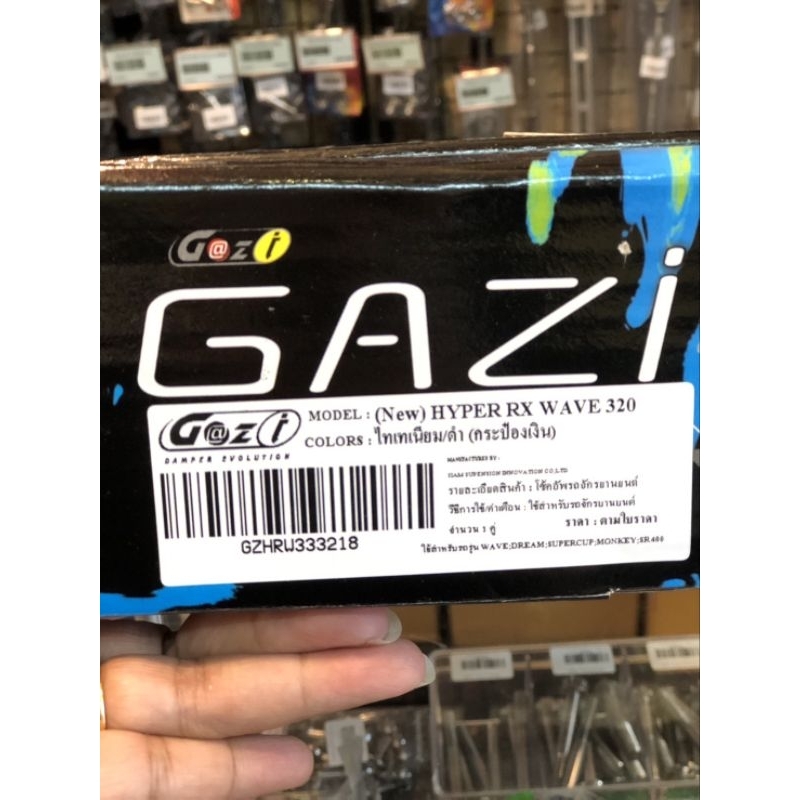 G@zi
GAZi
G@zi
DAMPER EVOLUTION
MODEL : (New) HYPER RX WAVE 320
COLORS : ไทเทเนียม/ดำ (กระป๋องเงิน)
MANUFACTURED BY :
SIAM SUPENSION INNOVATION CO.,LTD
รายละเอียดสินค้า : โช้คอัพรถจักรยานยนต์
วิธีการใช้/คำเตือน : ใช้สำหรับรถจักรยานยนต์
จำนวน 1 คู่ ราคา : ตามใบราคา
ใช้สำหรับรถรุ่น WAVE;DREAM;SUPERCUP;MONKEY;SR400
GZHRW333218